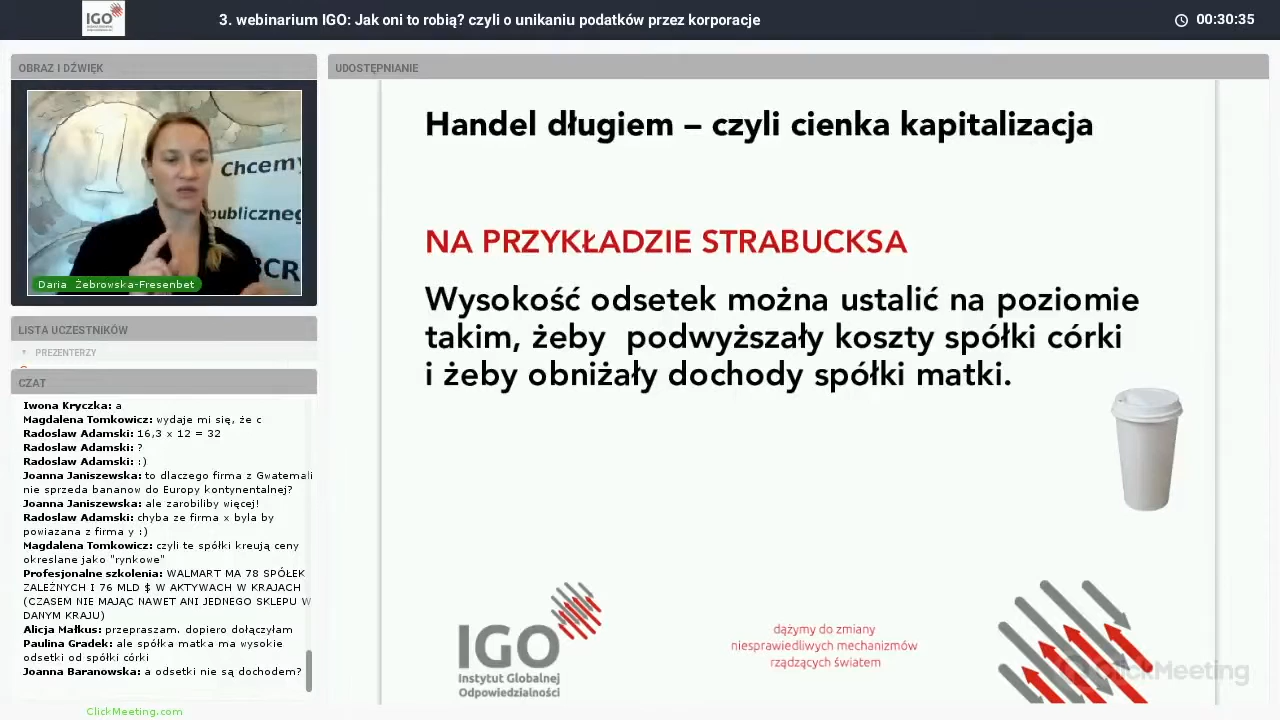 IGO
3. webinarium IGO: Jak oni to robią? czyli o unikaniu podatków przez korporacje
00:30:35
OBRAZ I DŹWIĘK
Chcemy
publiczneg
BCR
1
Daria Żebrowska-Fresenbet
LISTA UCZESTNIKÓW
PREZENTERZY
CZAT
Iwona Kryczka: a
Magdalena Tomkowicz: wydaje mi się, że c
Radoslaw Adamski: 16,3 x 12 = 32
Radoslaw Adamski: ?
Radoslaw Adamski: :)
Joanna Janiszewska: to dlaczego firma z Gwatemali
nie sprzeda bananow do Europy kontynentalnej?
Joanna Janiszewska: ale zarobiliby więcej!
Radoslaw Adamski: chyba ze firma x byla by
powiazana z firma y :)
Magdalena Tomkowicz: czyli te spółki kreują ceny
okreslane jako "rynkowe"
Profesjonalne szkolenia: WALMART MA 78 SPÓŁEK
ZALEŻNYCH I 76 MLD $ W AKTYWACH W KRAJACH
(CZASEM NIE MAJĄC NAWET ANI JEDNEGO SKLEPU W
DANYM KRAJU)
Alicja Małkus: przepraszam. dopiero dołączyłam
Paulina Gradek: ale spółka matka ma wysokie
odsetki od spółki córki
Joanna Baranowska: a odsetki nie są dochodem?
ClickMeeting.com
UDOSTĘPNIANIE
Handel długiem – czyli cienka kapitalizacja
NA PRZYKŁADZIE STRABUCKSA
Wysokość odsetek można ustalić na poziomie
takim, żeby podwyższały koszty spółki córki
i żeby obniżały dochody spółki matki.
IGO
Instytut Globalnej
Odpowiedzialności
dążymy do zmiany
niesprawiedliwych mechanizmów
rządzących światem
ClickMeeting